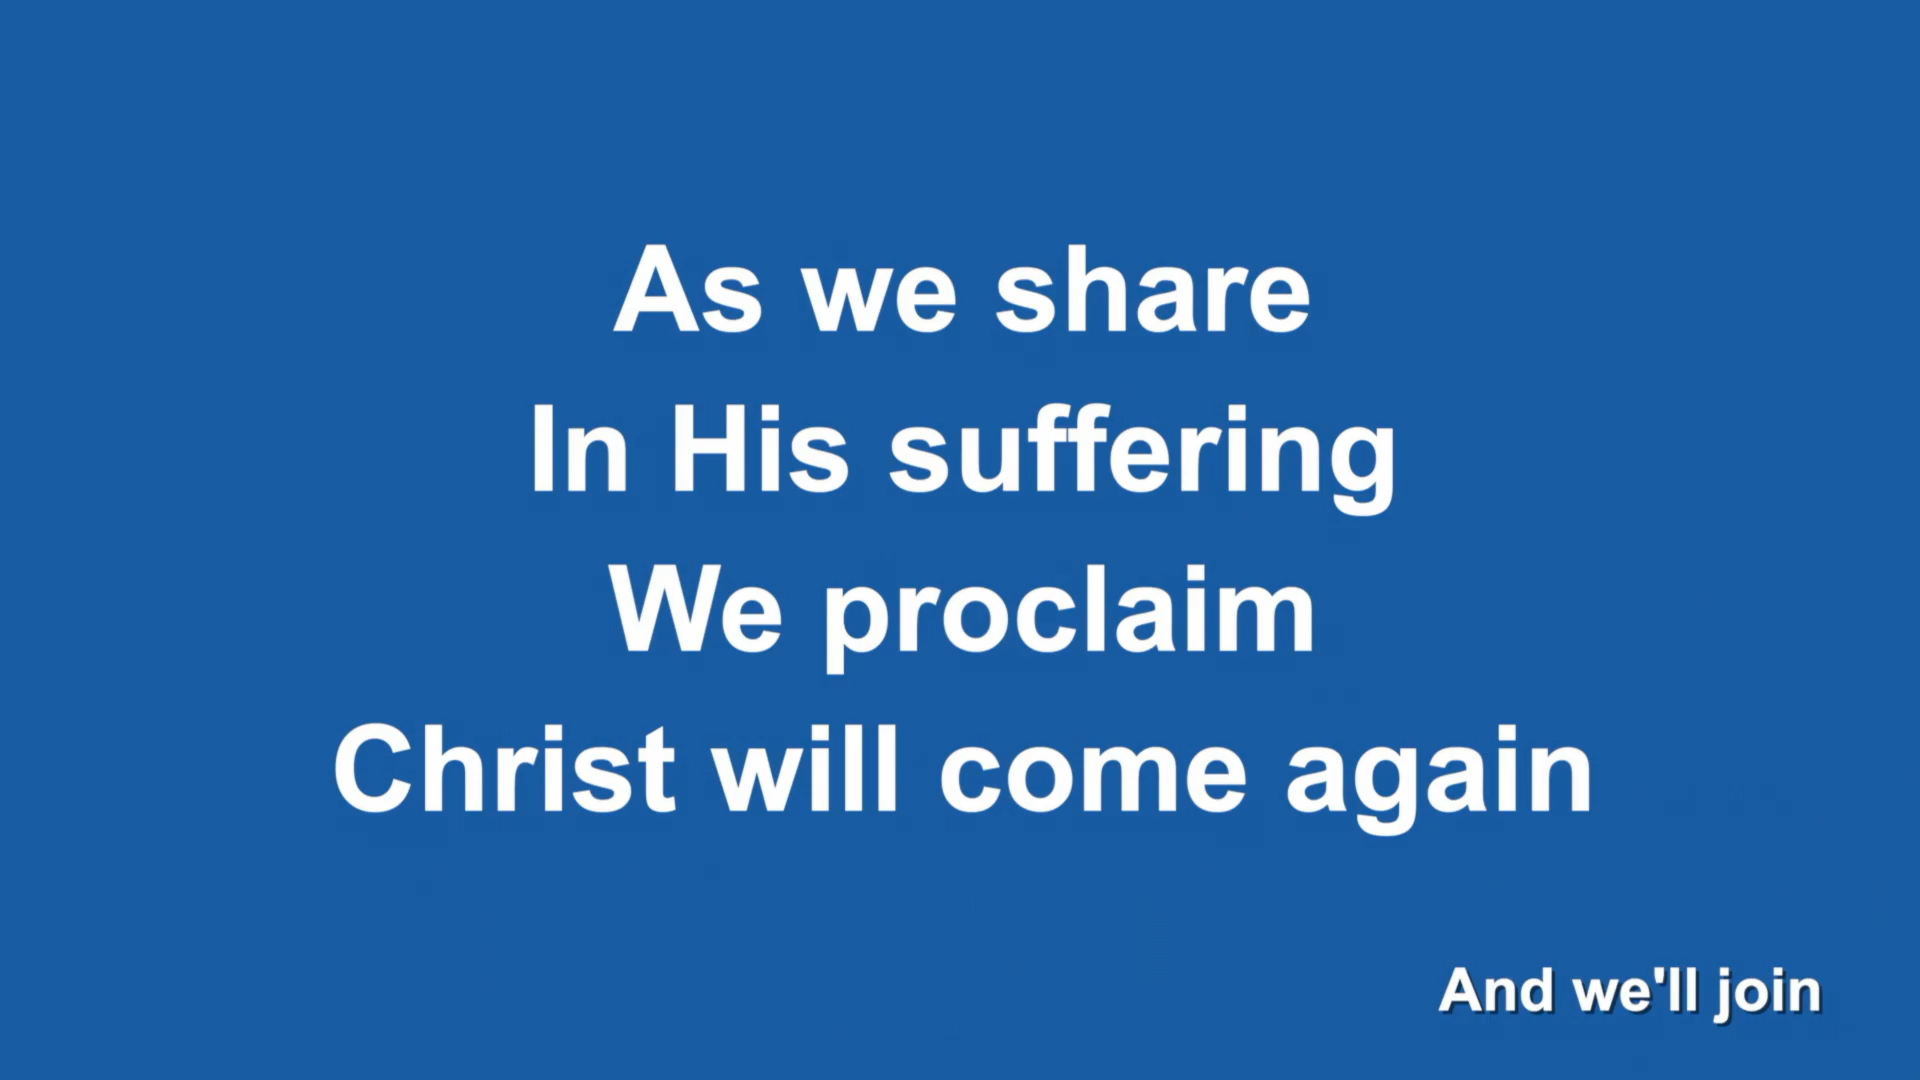 As we share
In His suffering
We proclaim
Christ will come again
And we'll join